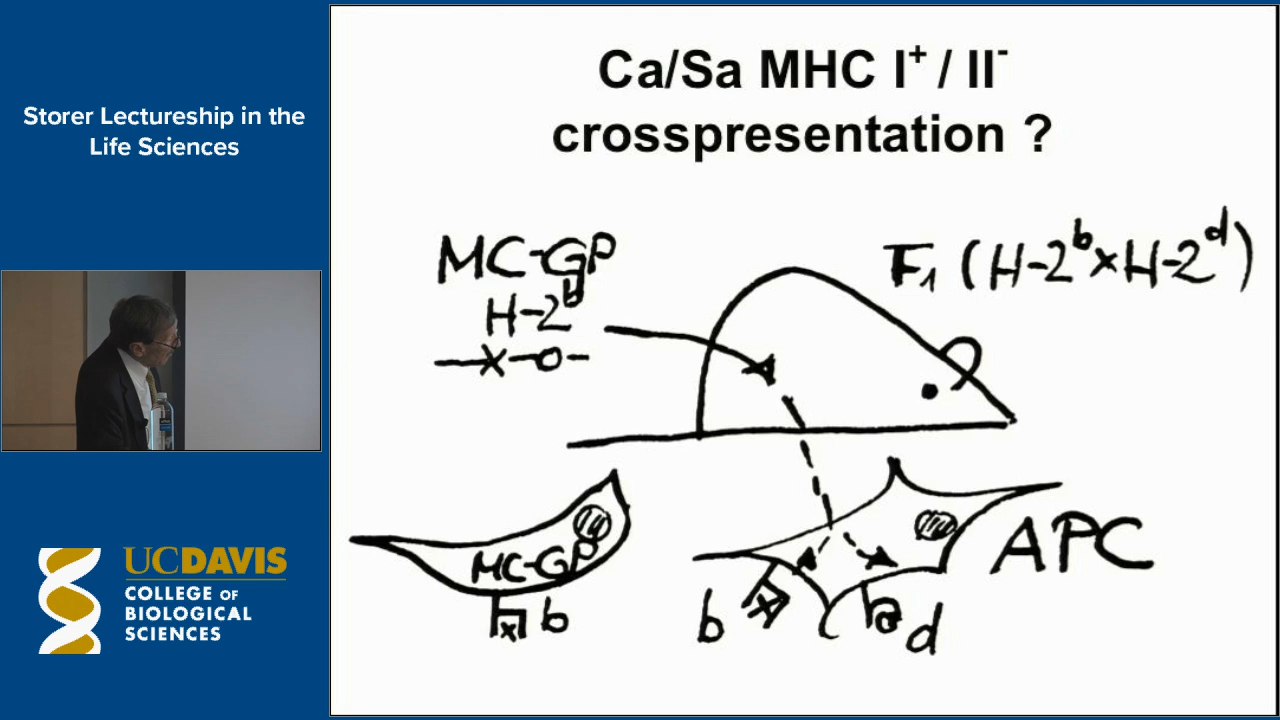 Storer Lectureship in the
Life Sciences
UCDAVIS
COLLEGE OF
BIOLOGICAL
SCIENCES
Ca/Sa MHC I⁺ / II⁻
crosspresentation ?
MC-GP
H-2ᵇ
x o
F₁ (H-2ᵇ×H-2ᵈ)
MC-GP
x b
APC
b x
o d